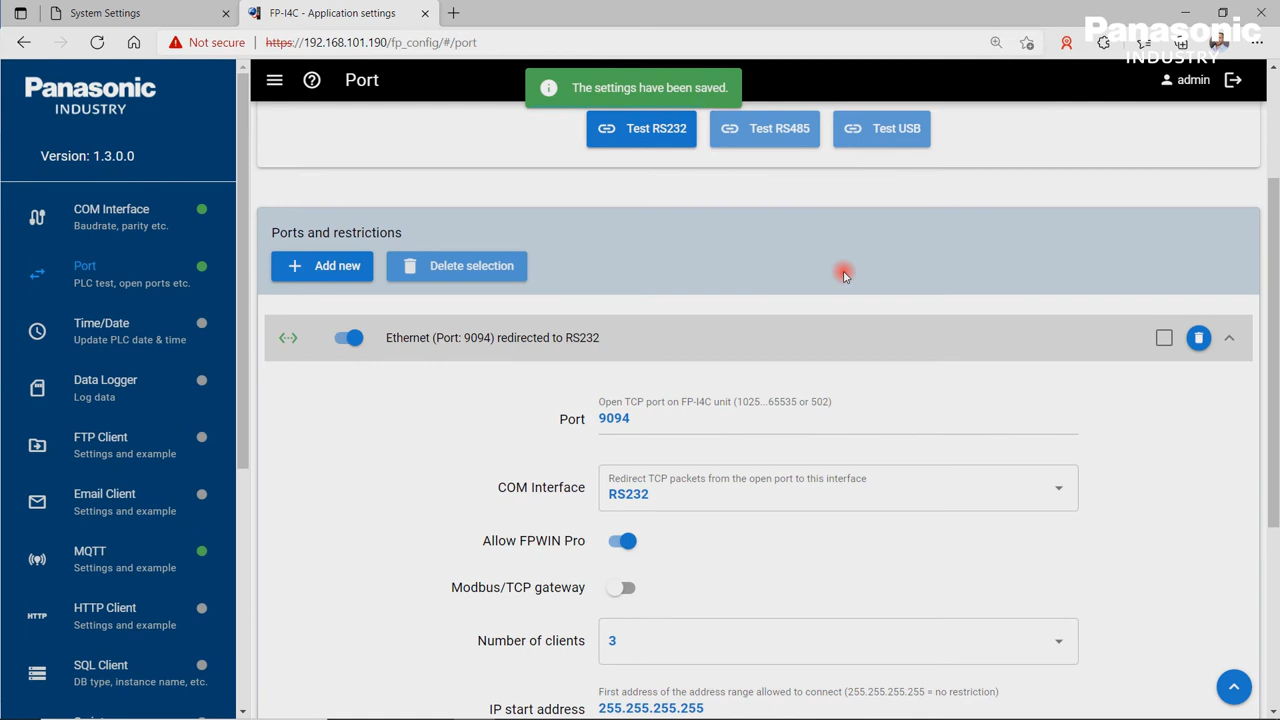 System Settings
FP-I4C - Application settings
Not secure
https://192.168.101.190/fp_config/#/port
Panasonic
INDUSTRY
Panasonic
INDUSTRY
Version: 1.3.0.0
Port
The settings have been saved.
admin
Test RS232
Test RS485
Test USB
COM Interface
Baudrate, parity etc.
Port
PLC test, open ports etc.
Time/Date
Update PLC date & time
Data Logger
Log data
FTP Client
Settings and example
Email Client
Settings and example
MQTT
Settings and example
HTTP
HTTP Client
Settings and example
SQL Client
DB type, instance name, etc.
Ports and restrictions
Add new
Delete selection
Ethernet (Port: 9094) redirected to RS232
Open TCP port on FP-I4C unit (1025...65535 or 502)
Port
9094
Redirect TCP packets from the open port to this interface
COM Interface
RS232
Allow FPWIN Pro
Modbus/TCP gateway
Number of clients
3
First address of the address range allowed to connect (255.255.255.255 = no restriction)
IP start address
255.255.255.255